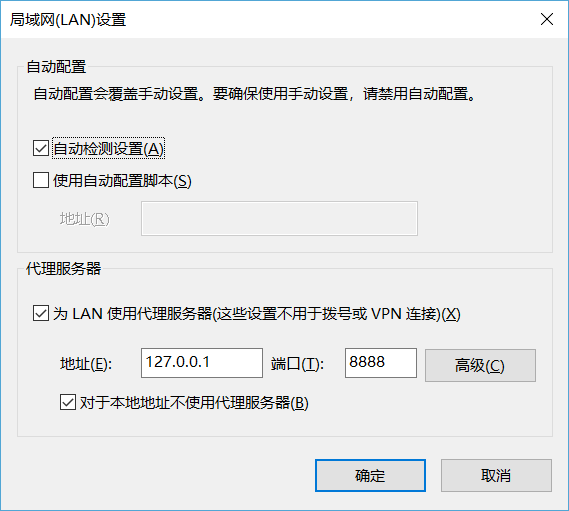 局域网(LAN)设置
自动配置
自动配置会覆盖手动设置。要确保使用手动设置，请禁用自动配置。
自动检测设置(A)
使用自动配置脚本(S)
地址(R)
代理服务器
为 LAN 使用代理服务器(这些设置不用于拨号或 VPN 连接)(X)
地址(E): 127.0.0.1 端口(T): 8888 高级(C)
对于本地地址不使用代理服务器(B)
确定 取消